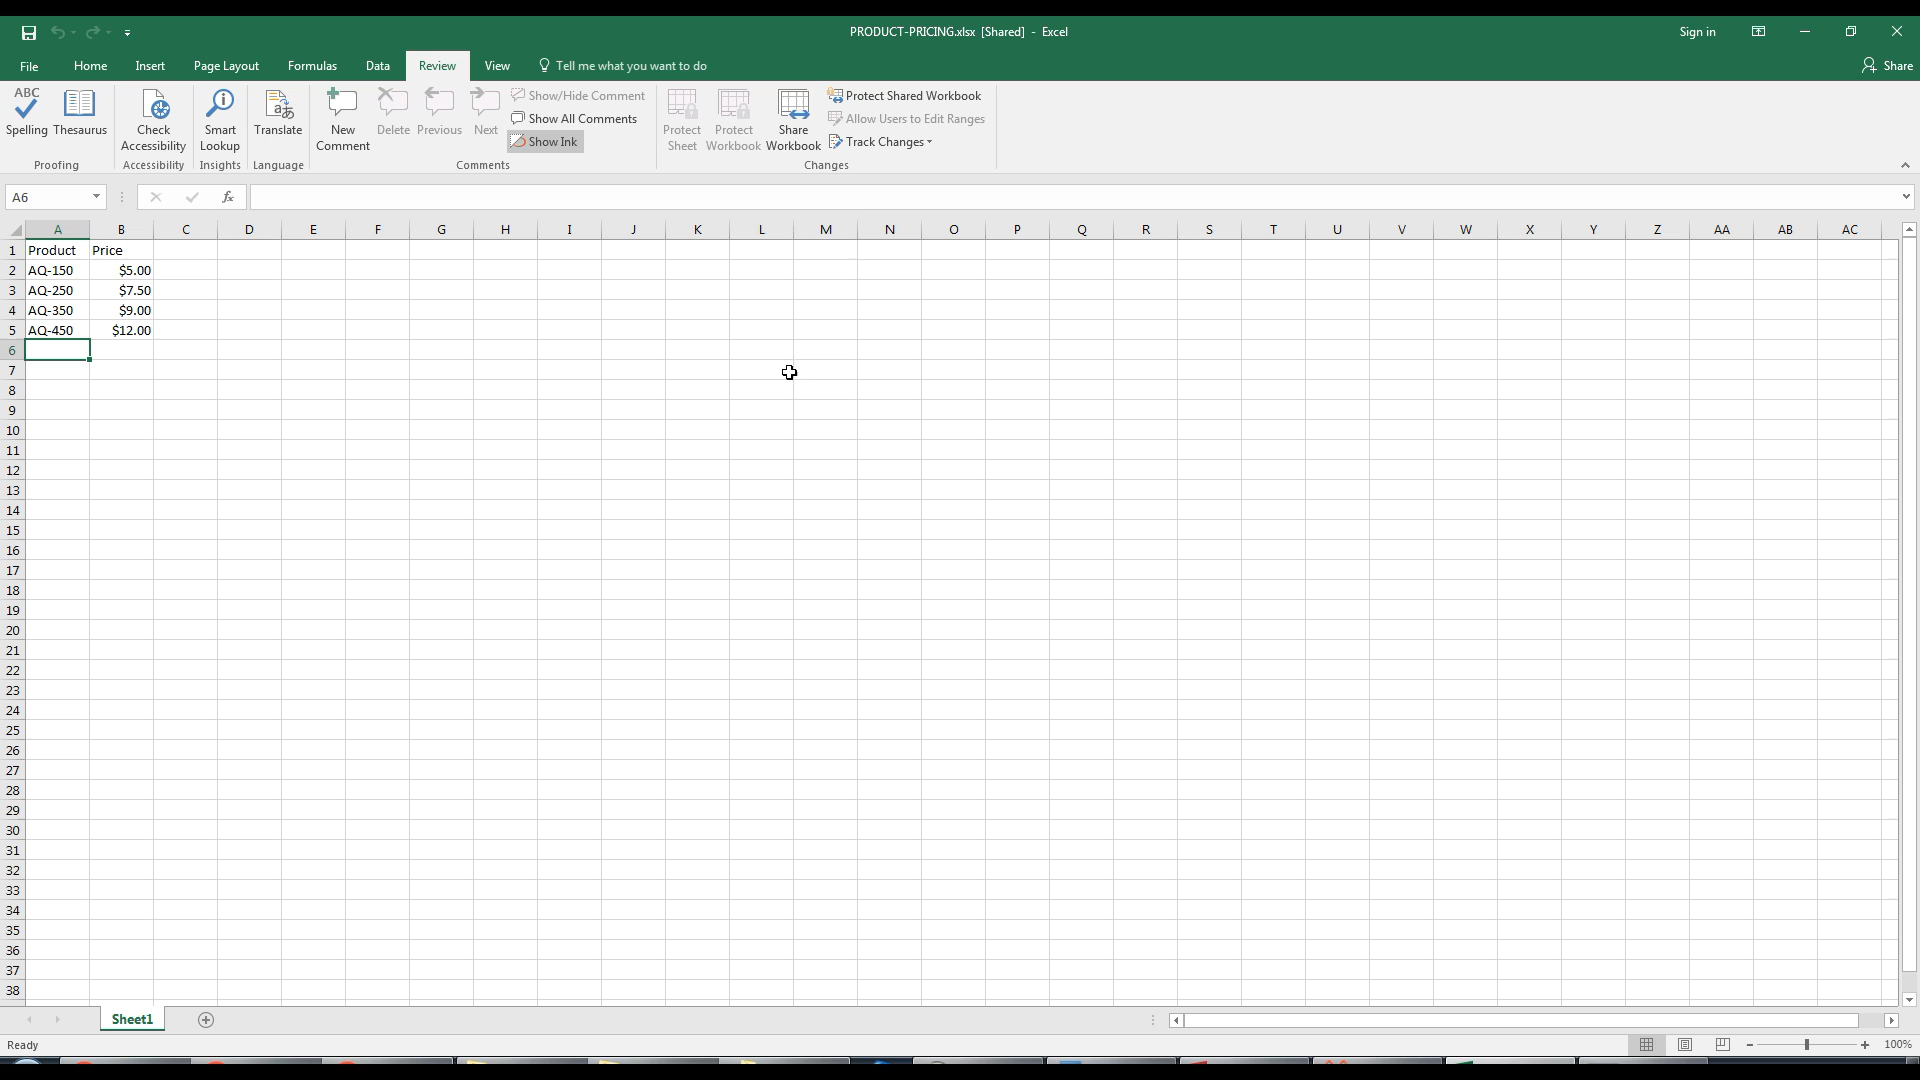 PRODUCT-PRICING.xlsx [Shared] - Excel
Sign in
File Home Insert Page Layout Formulas Data Review View Tell me what you want to do Share
ABC
Spelling Thesaurus
Proofing
Check Accessibility
Accessibility
Smart Lookup
Insights
Translate
Language
New Comment
Delete Previous Next
Show/Hide Comment
Show All Comments
Show Ink
Comments
Protect Sheet
Protect Workbook
Share Workbook
Protect Shared Workbook
Allow Users to Edit Ranges
Track Changes
Changes
A6 fx
A B C D E F G H I J K L M N O P Q R S T U V W X Y Z AA AB AC
1 Product Price
2 AQ-150 $5.00
3 AQ-250 $7.50
4 AQ-350 $9.00
5 AQ-450 $12.00
6
7
8
9
10
11
12
13
14
15
16
17
18
19
20
21
22
23
24
25
26
27
28
29
30
31
32
33
34
35
36
37
38
Sheet1
Ready
100%